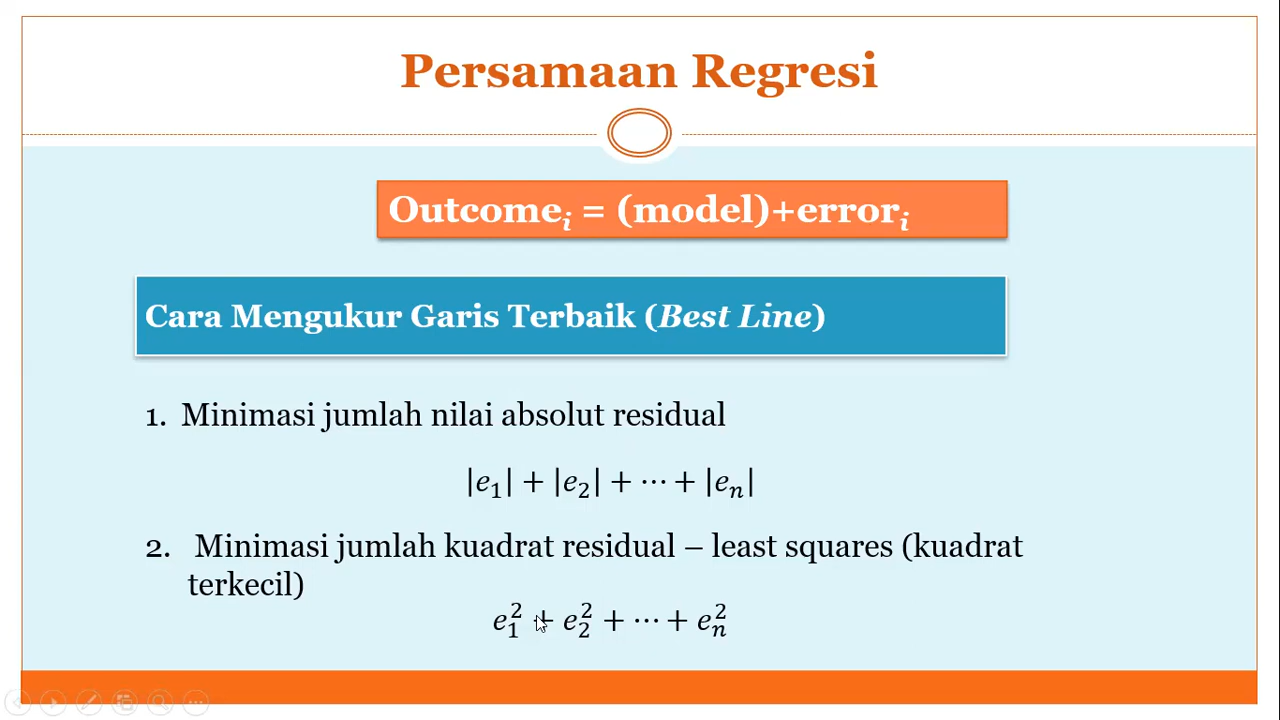 Persamaan Regresi
Outcomeᵢ = (model)+errorᵢ
Cara Mengukur Garis Terbaik (Best Line)
1. Minimasi jumlah nilai absolut residual
|e₁| + |e₂| + ⋯ + |eₙ|
2. Minimasi jumlah kuadrat residual – least squares (kuadrat
terkecil)
e₁² + e₂² + ⋯ + eₙ²